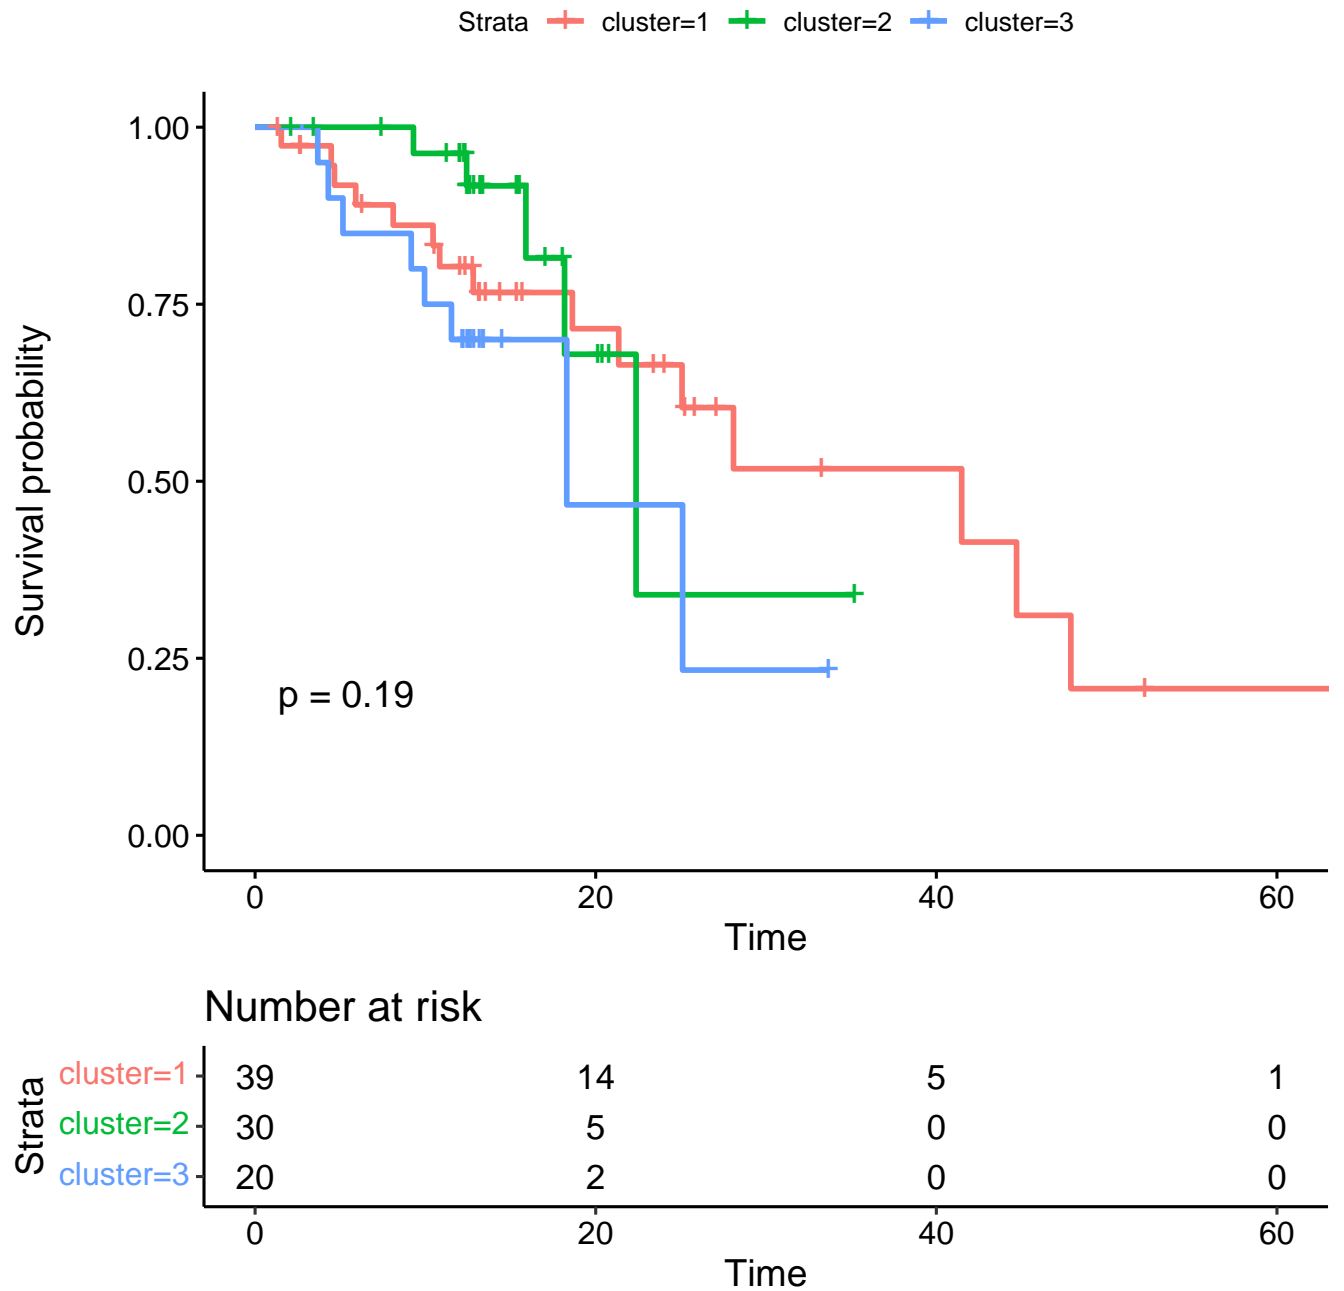 Strata cluster=1 cluster=2 cluster=3
Survival probability
1.00
0.75
0.50
0.25
0.00
p = 0.19
0 20 40 60
Time
Number at risk
Strata
cluster=1 39 14 5 1
cluster=2 30 5 0 0
cluster=3 20 2 0 0
0 20 40 60
Time